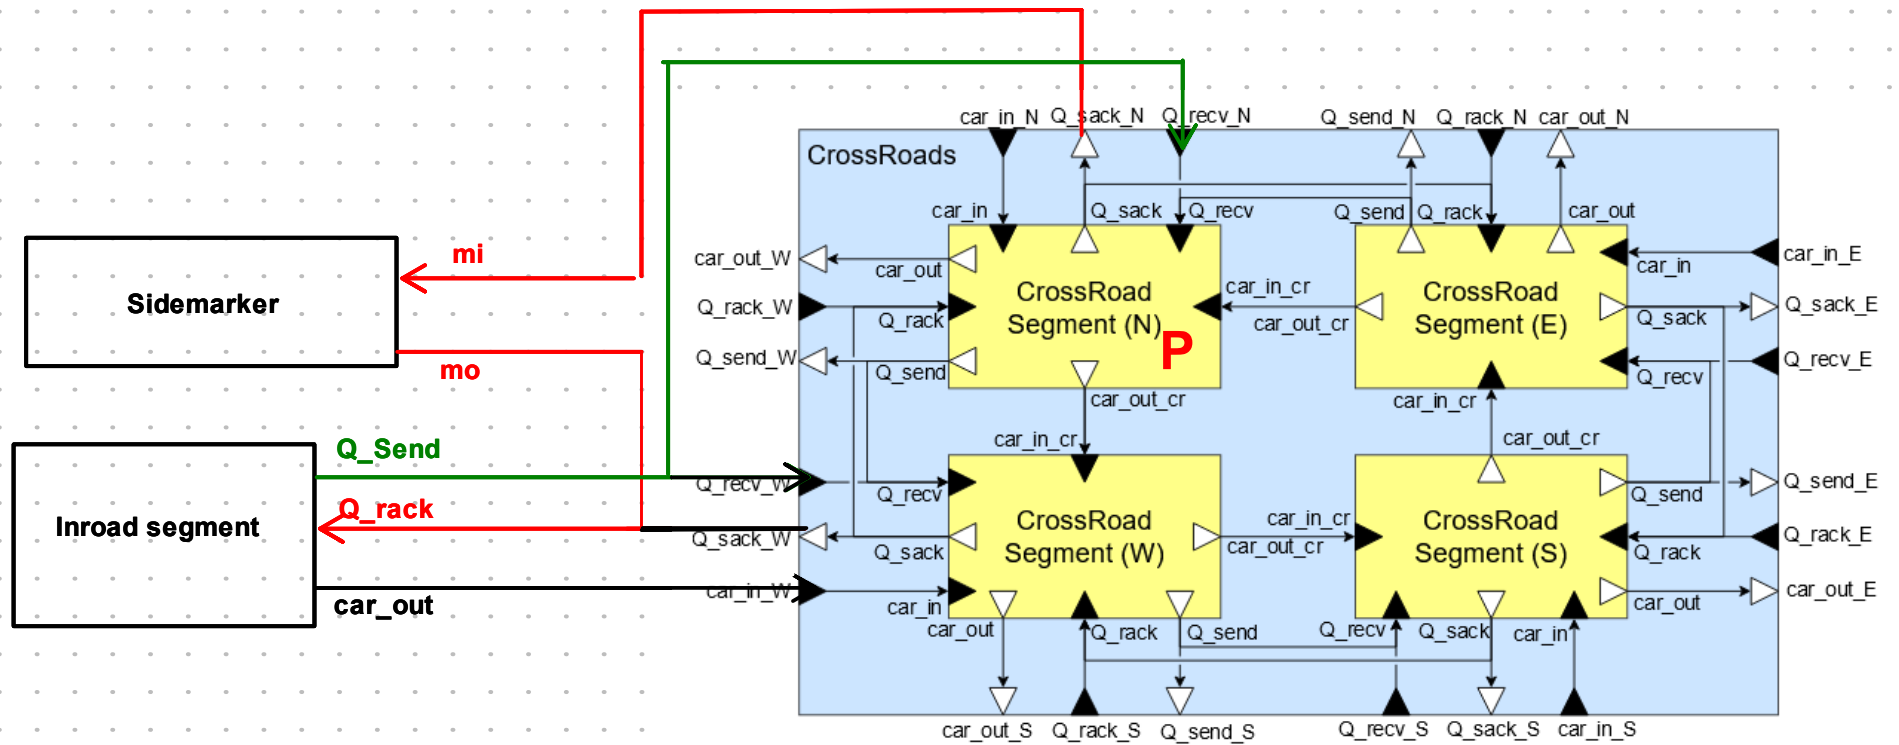 car_in_N
Q_sack_N
Q_recv_N
Q_send_N
Q_rack_N
car_out_N
CrossRoads
car_in
Q_sack
Q_recv
Q_send
Q_rack
car_out
mi
Sidemarker
mo
car_out_W
car_out
Q_rack_W
Q_rack
Q_send_W
Q_send
CrossRoad
Segment (N)
P
car_in_cr
car_out_cr
CrossRoad
Segment (E)
car_in
car_in_E
Q_sack
Q_sack_E
Q_recv
Q_recv_E
car_out_cr
car_in_cr
car_in_cr
car_out_cr
Q_Send
Q_rack
Inroad segment
car_out
Q_recv_W
Q_recv
Q_sack_W
Q_sack
car_in_W
car_in
CrossRoad
Segment (W)
car_in_cr
car_out_cr
CrossRoad
Segment (S)
Q_send
Q_send_E
Q_rack
Q_rack_E
car_out
car_out_E
car_out
Q_rack
Q_send
Q_recv
Q_sack
car_in
car_out_S
Q_rack_S
Q_send_S
Q_recv_S
Q_sack_S
car_in_S